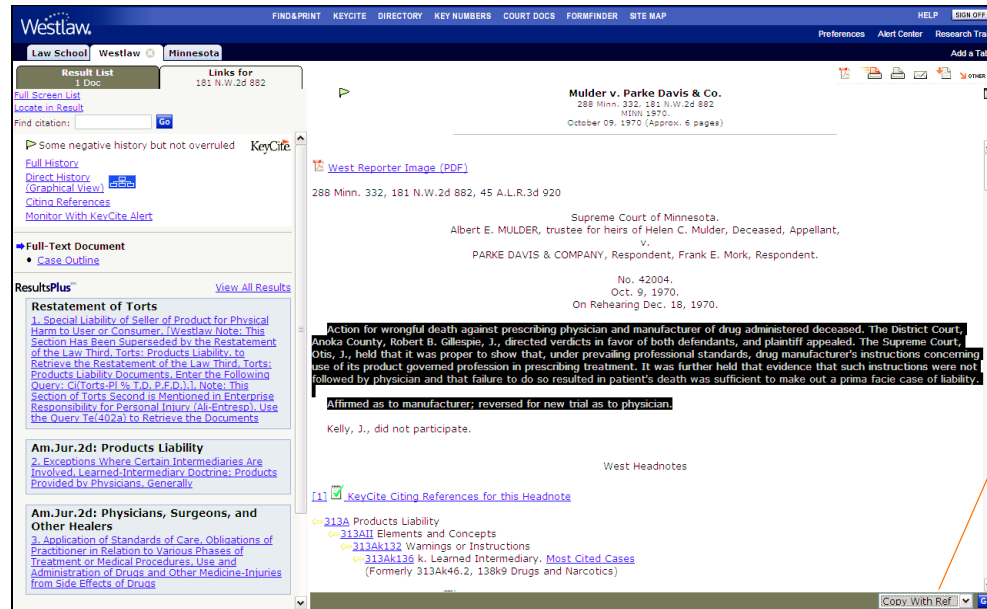 Westlaw.
FIND&PRINT KEYCITE DIRECTORY KEY NUMBERS COURT DOCS FORMFINDER SITE MAP
HELP SIGN OFF
Preferences Alert Center Research Tra
Law School Westlaw Minnesota
Add a Tab
Result List
1 Doc
Links for
181 N.W.2d 882
Full Screen List
Locate in Result
Find citation: Go
Some negative history but not overruled KeyCite.
Full History
Direct History
(Graphical View)
Citing References
Monitor With KeyCite Alert
Full-Text Document
• Case Outline
ResultsPlus™ View All Results
Restatement of Torts
1. Special Liability of Seller of Product for Physical
Harm to User or Consumer, [Westlaw Note: This
Section Has Been Superseded by the Restatement
of the Law Third, Torts: Products Liability, to
Retrieve the Restatement of the Law Third, Torts:
Products Liability Documents, Enter the Following
Query: Ci(Torts-Pl % T.D. P.F.D.).], Note: This
Section of Torts Second is Mentioned in Enterprise
Responsibility for Personal Injury (Ali-Entresp), Use
the Query Te(402a) to Retrieve the Documents
Am.Jur.2d: Products Liability
2. Exceptions Where Certain Intermediaries Are
Involved, Learned-Intermediary Doctrine; Products
Provided by Physicians, Generally
Am.Jur.2d: Physicians, Surgeons, and
Other Healers
3. Application of Standards of Care, Obligations of
Practitioner in Relation to Various Phases of
Treatment or Medical Procedures, Use and
Administration of Drugs and Other Medicine-Injuries
from Side Effects of Drugs
OTHER
Mulder v. Parke Davis & Co.
288 Minn. 332, 181 N.W.2d 882
MINN 1970.
October 09, 1970 (Approx. 6 pages)
West Reporter Image (PDF)
288 Minn. 332, 181 N.W.2d 882, 45 A.L.R.3d 920
Supreme Court of Minnesota.
Albert E. MULDER, trustee for heirs of Helen C. Mulder, Deceased, Appellant,
v.
PARKE DAVIS & COMPANY, Respondent, Frank E. Mork, Respondent.
No. 42004.
Oct. 9, 1970.
On Rehearing Dec. 18, 1970.
Action for wrongful death against prescribing physician and manufacturer of drug administered deceased. The District Court,
Anoka County, Robert B. Gillespie, J., directed verdicts in favor of both defendants, and plaintiff appealed. The Supreme Court,
Otis, J., held that it was proper to show that, under prevailing professional standards, drug manufacturer's instructions concerning
use of its product governed profession in prescribing treatment. It was further held that evidence that such instructions were not
followed by physician and that failure to do so resulted in patient's death was sufficient to make out a prima facie case of liability.
Affirmed as to manufacturer; reversed for new trial as to physician.
Kelly, J., did not participate.
West Headnotes
[1] KeyCite Citing References for this Headnote
313A Products Liability
313AII Elements and Concepts
313Ak132 Warnings or Instructions
313Ak136 k. Learned Intermediary. Most Cited Cases
(Formerly 313Ak46.2, 138k9 Drugs and Narcotics)
Copy With Ref G